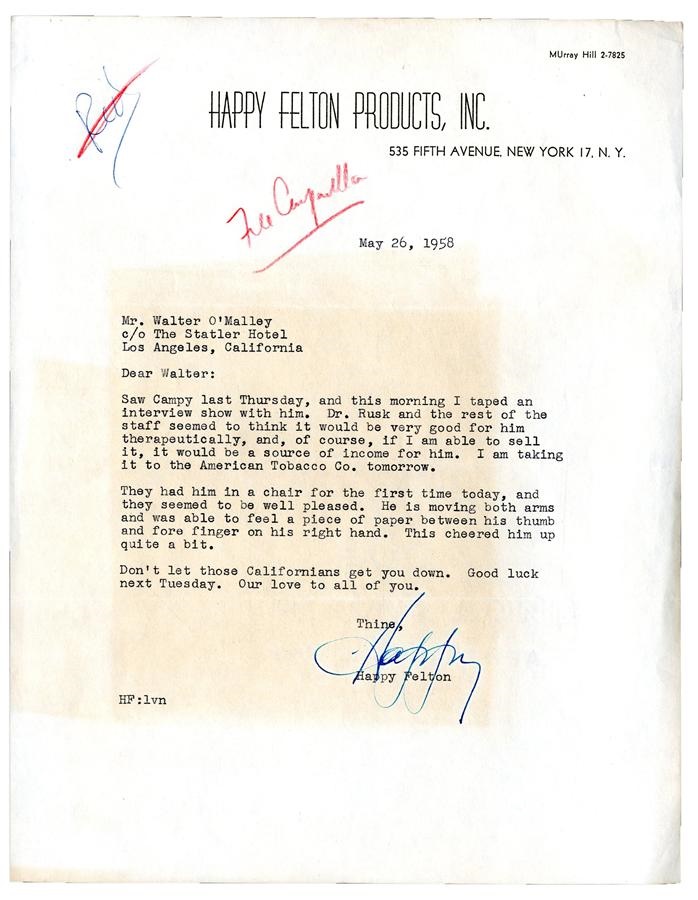 MUrray Hill 2-7825
HAPPY FELTON PRODUCTS, INC.
535 FIFTH AVENUE, NEW YORK 17, N. Y.
File Campanella
May 26, 1958
Mr. Walter O'Malley
c/o The Statler Hotel
Los Angeles, California
Dear Walter:
Saw Campy last Thursday, and this morning I taped an
interview show with him. Dr. Rusk and the rest of the
staff seemed to think it would be very good for him
therapeutically, and, of course, if I am able to sell
it, it would be a source of income for him. I am taking
it to the American Tobacco Co. tomorrow.
They had him in a chair for the first time today, and
they seemed to be well pleased. He is moving both arms
and was able to feel a piece of paper between his thumb
and fore finger on his right hand. This cheered him up
quite a bit.
Don't let those Californians get you down. Good luck
next Tuesday. Our love to all of you.
Thine,
Happy
Happy Felton
HF:lvn